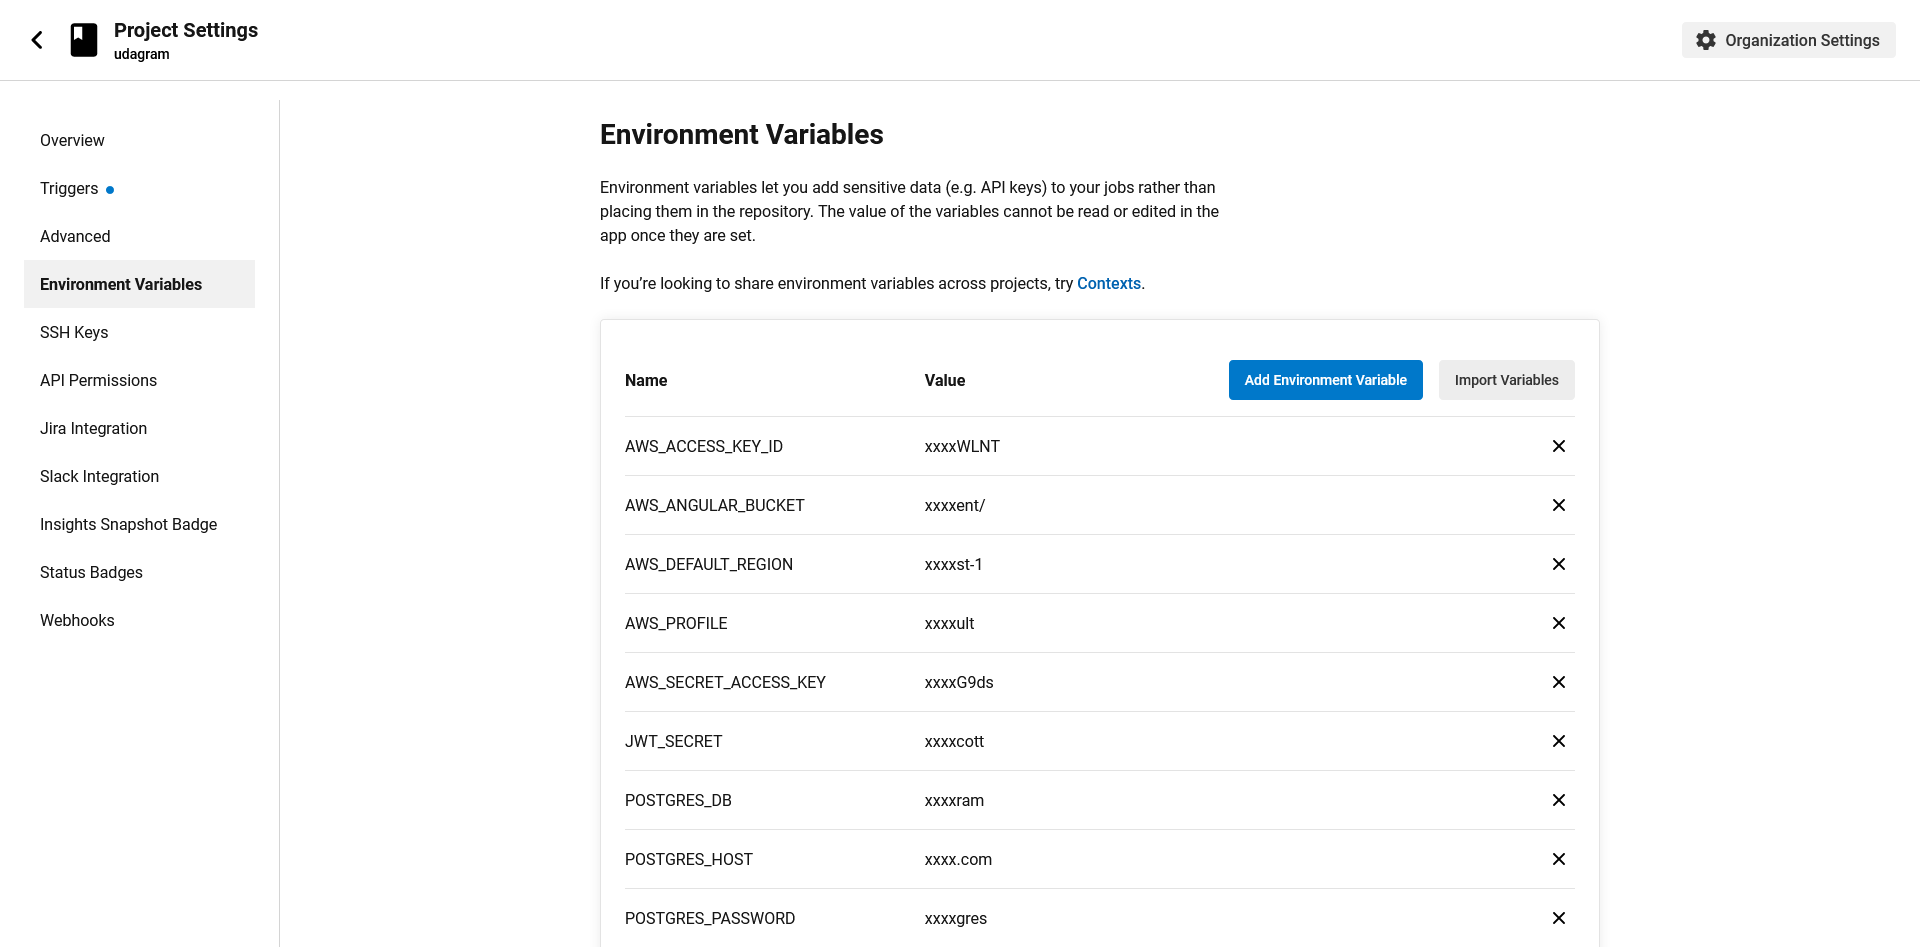 Project Settings
udagram
Organization Settings
Overview
Triggers
Advanced
Environment Variables
SSH Keys
API Permissions
Jira Integration
Slack Integration
Insights Snapshot Badge
Status Badges
Webhooks
Environment Variables
Environment variables let you add sensitive data (e.g. API keys) to your jobs rather than
placing them in the repository. The value of the variables cannot be read or edited in the
app once they are set.
If you’re looking to share environment variables across projects, try Contexts.
Name Value Add Environment Variable Import Variables
AWS_ACCESS_KEY_ID xxxxWLNT
AWS_ANGULAR_BUCKET xxxxent/
AWS_DEFAULT_REGION xxxxst-1
AWS_PROFILE xxxxult
AWS_SECRET_ACCESS_KEY xxxxG9ds
JWT_SECRET xxxxcott
POSTGRES_DB xxxxram
POSTGRES_HOST xxxx.com
POSTGRES_PASSWORD xxxxgres